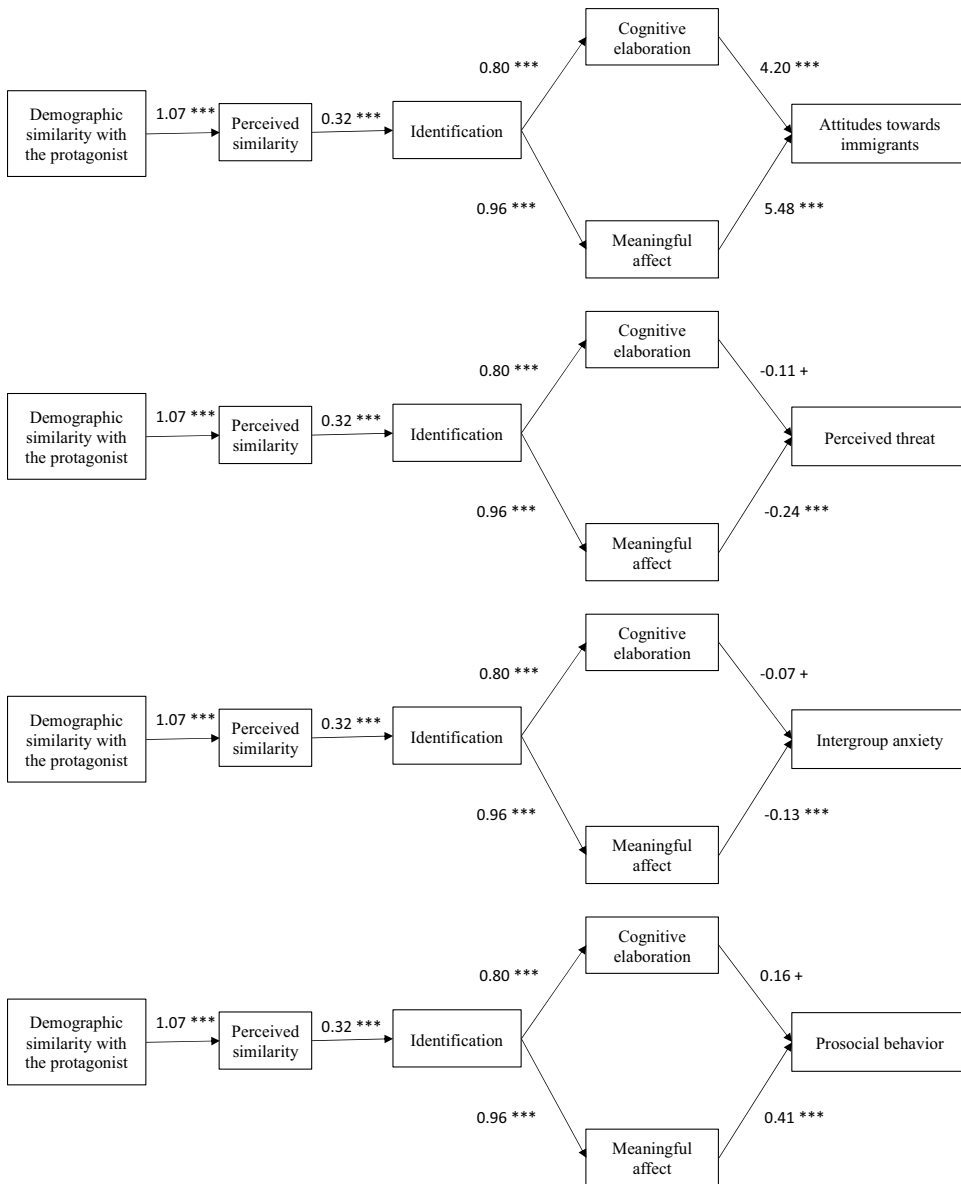 Cognitive
elaboration
0.80 ***
4.20 ***
Demographic
similarity with
the protagonist
1.07 ***
Perceived
similarity
0.32 ***
Identification
Attitudes towards
immigrants
0.96 ***
5.48 ***
Meaningful
affect
Cognitive
elaboration
0.80 ***
-0.11 +
Demographic
similarity with
the protagonist
1.07 ***
Perceived
similarity
0.32 ***
Identification
Perceived threat
0.96 ***
-0.24 ***
Meaningful
affect
Cognitive
elaboration
0.80 ***
-0.07 +
Demographic
similarity with
the protagonist
1.07 ***
Perceived
similarity
0.32 ***
Identification
Intergroup anxiety
0.96 ***
-0.13 ***
Meaningful
affect
Cognitive
elaboration
0.80 ***
0.16 +
Demographic
similarity with
the protagonist
1.07 ***
Perceived
similarity
0.32 ***
Identification
Prosocial behavior
0.96 ***
0.41 ***
Meaningful
affect